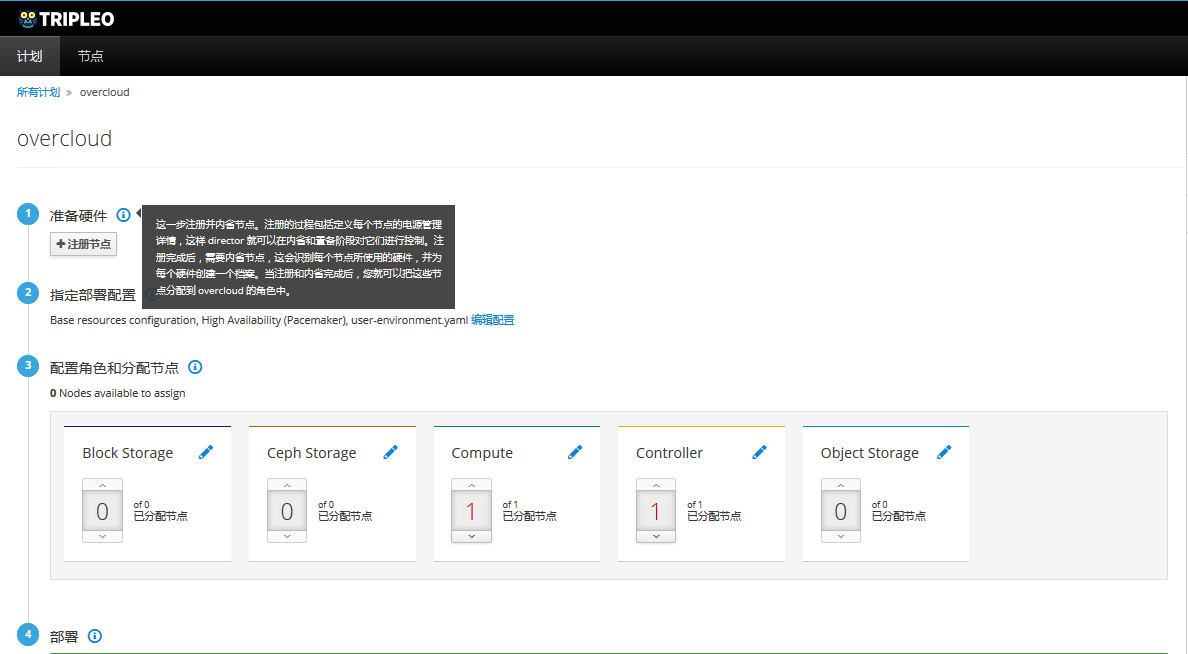 TRIPLEO
计划 节点
所有计划 » overcloud
overcloud
1 准备硬件
注册节点
这一步注册并内省节点。注册的过程包括定义每个节点的电源管理
详情，这样 director 就可以在内省和置备阶段对它们进行控制。注
册完成后，需要内省节点，这会识别每个节点所使用的硬件，并为
每个硬件创建一个档案。当注册和内省完成后，您就可以把这些节
点分配到 overcloud 的角色中。
2 指定部署配置
Base resources configuration, High Availability (Pacemaker), user-environment.yaml 编辑配置
3 配置角色和分配节点
0 Nodes available to assign
Block Storage
0
of 0
已分配节点
Ceph Storage
0
of 0
已分配节点
Compute
1
of 1
已分配节点
Controller
1
of 1
已分配节点
Object Storage
0
of 0
已分配节点
4 部署